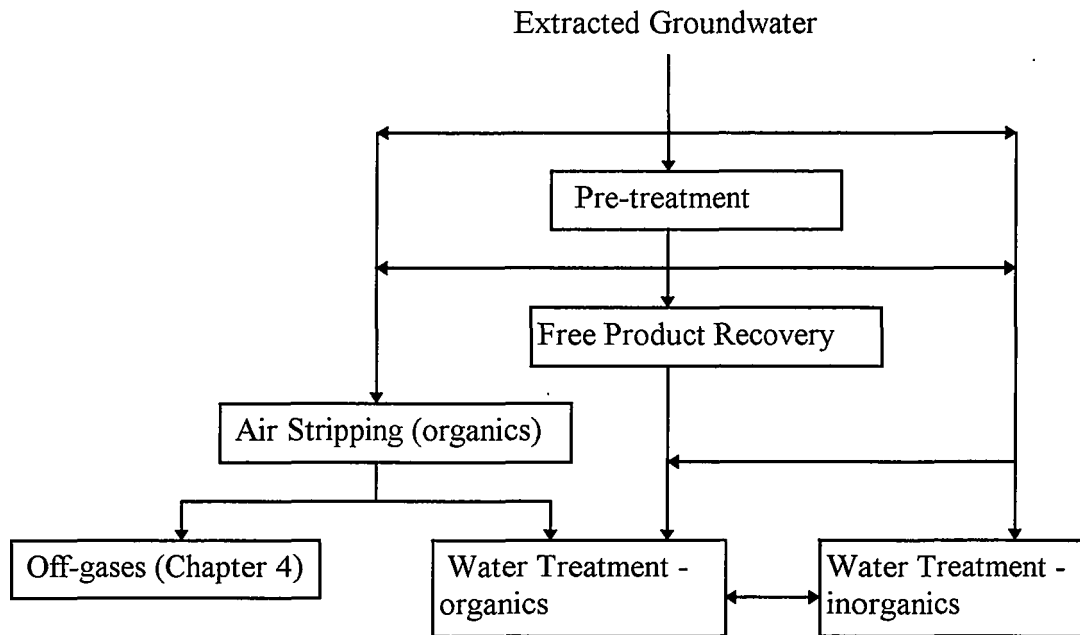 Extracted Groundwater
Pre-treatment
Free Product Recovery
Air Stripping (organics)
Off-gases (Chapter 4)
Water Treatment -
organics
Water Treatment -
inorganics